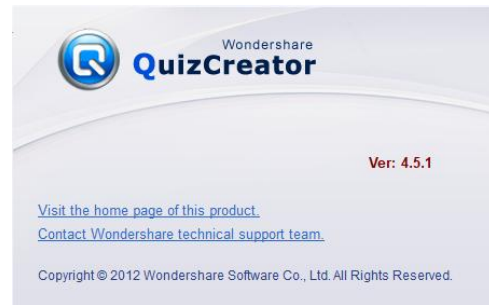 Wondershare
QuizCreator
Ver: 4.5.1
Visit the home page of this product.
Contact Wondershare technical support team.
Copyright © 2012 Wondershare Software Co., Ltd. All Rights Reserved.